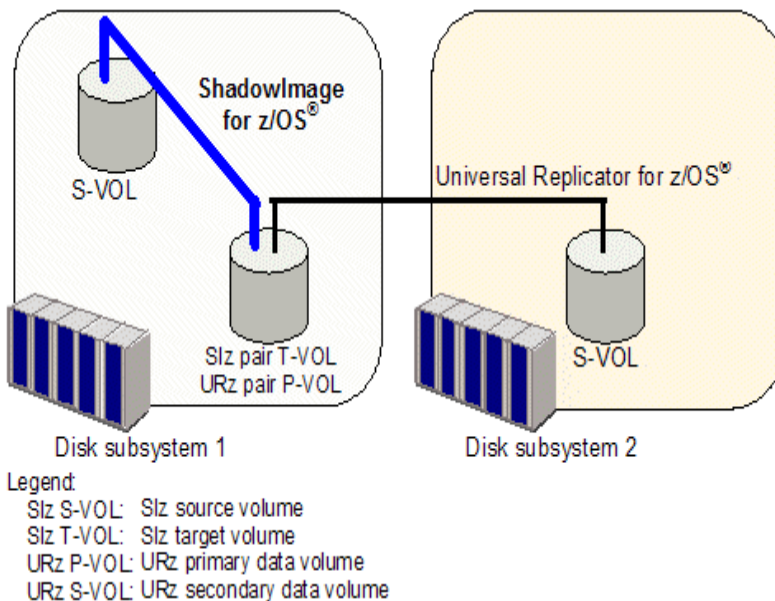 ShadowImage
for z/OS®
S-VOL
Universal Replicator for z/OS®
SIz pair T-VOL
URz pair P-VOL
S-VOL
Disk subsystem 1
Disk subsystem 2
Legend:
SIz S-VOL: SIz source volume
SIz T-VOL: SIz target volume
URz P-VOL: URz primary data volume
URz S-VOL: URz secondary data volume